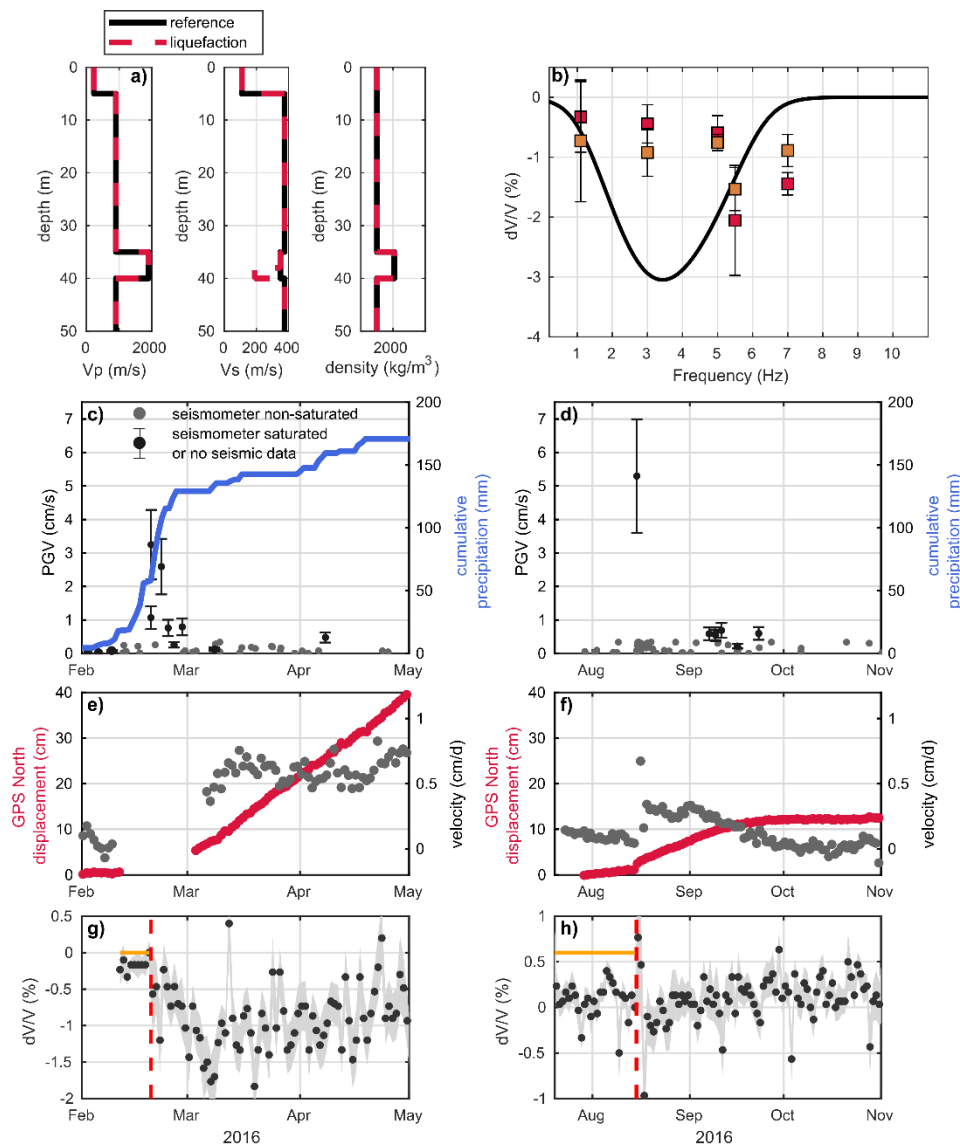 reference
liquefaction
a)
0
10
20
30
40
50
depth (m)
0
2000
Vp (m/s)
0
10
20
30
40
50
depth (m)
0
200
400
Vs (m/s)
0
10
20
30
40
50
depth (m)
2000
density (kg/m³)
b)
0
-1
-2
-3
-4
dV/V (%)
1 2 3 4 5 6 7 8 9 10
Frequency (Hz)
c)
seismometer non-saturated
seismometer saturated
or no seismic data
7
6
5
4
3
2
1
0
PGV (cm/s)
200
150
100
50
0
cumulative
precipitation (mm)
Feb Mar Apr May
d)
7
6
5
4
3
2
1
0
PGV (cm/s)
200
150
100
50
0
cumulative
precipitation (mm)
Aug Sep Oct Nov
e)
40
30
20
10
0
GPS North
displacement (cm)
1
0.5
0
velocity (cm/d)
Feb Mar Apr May
f)
40
30
20
10
0
GPS North
displacement (cm)
1
0.5
0
velocity (cm/d)
Aug Sep Oct Nov
g)
0.5
0
-0.5
-1
-1.5
-2
dV/V (%)
Feb Mar Apr May
2016
h)
1
0.5
0
-0.5
-1
dV/V (%)
Aug Sep Oct Nov
2016